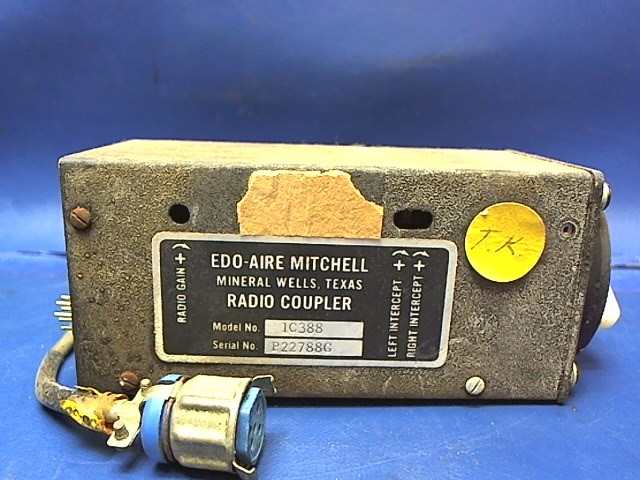 RADIO GAIN +
EDO-AIRE MITCHELL
MINERAL WELLS, TEXAS
RADIO COUPLER
Model No. 1C388
Serial No. P22788G
LEFT INTERCEPT +
RIGHT INTERCEPT +
T.K.